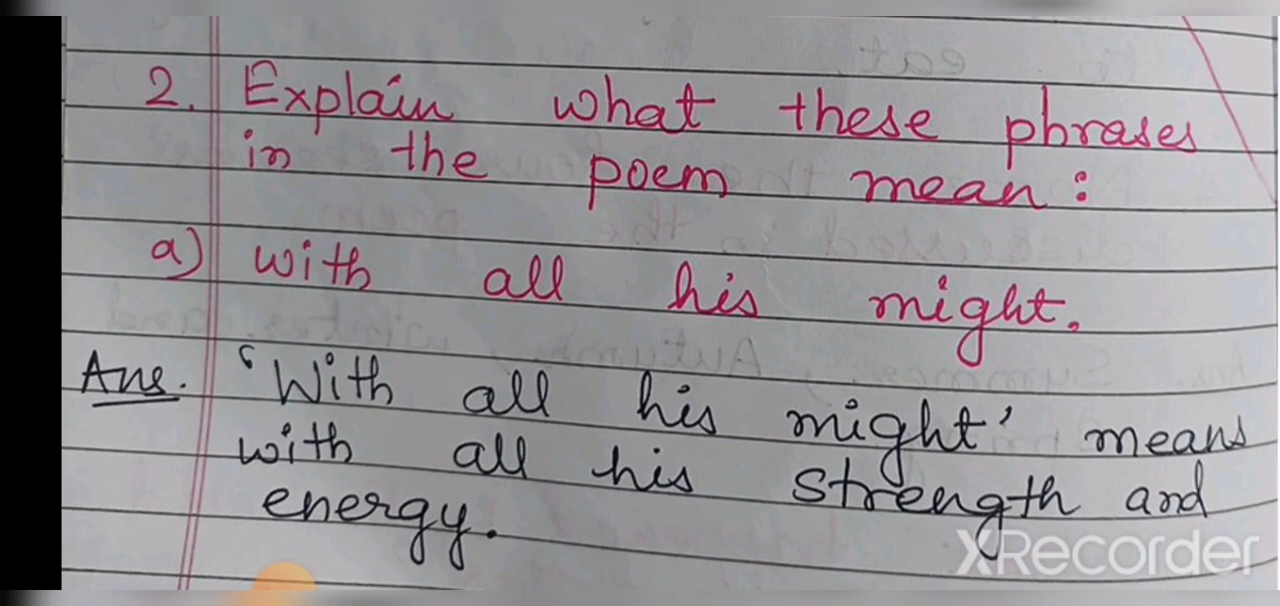 2. Explain what these phrases
in the poem mean :
a) with all his might.
Ans. 'With all his might' means
with all his strength and
energy.
XRecorder